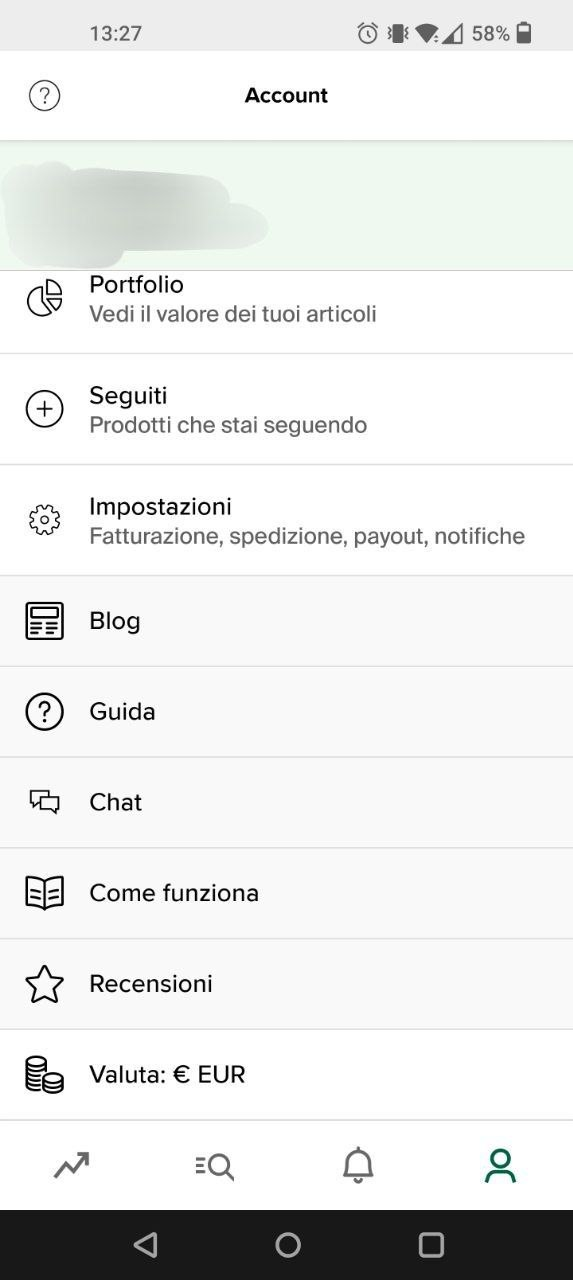 13:27
58%
?
Account
Portfolio
Vedi il valore dei tuoi articoli
Seguiti
Prodotti che stai seguendo
Impostazioni
Fatturazione, spedizione, payout, notifiche
Blog
?
Guida
Chat
Come funziona
Recensioni
Valuta: € EUR